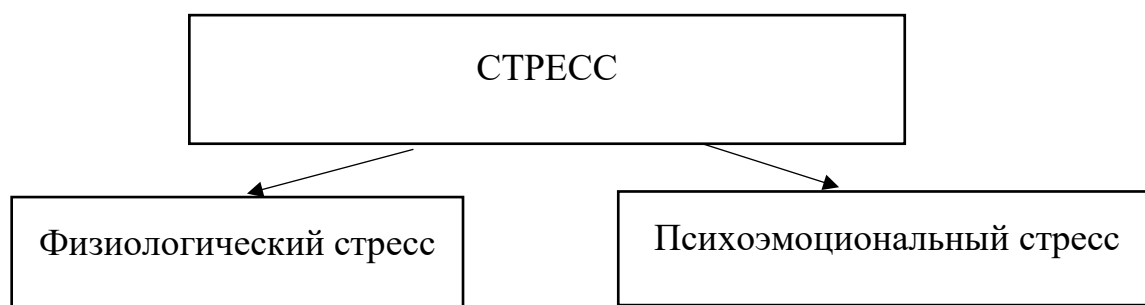 СТРЕСС
Физиологический стресс
Психоэмоциональный стресс